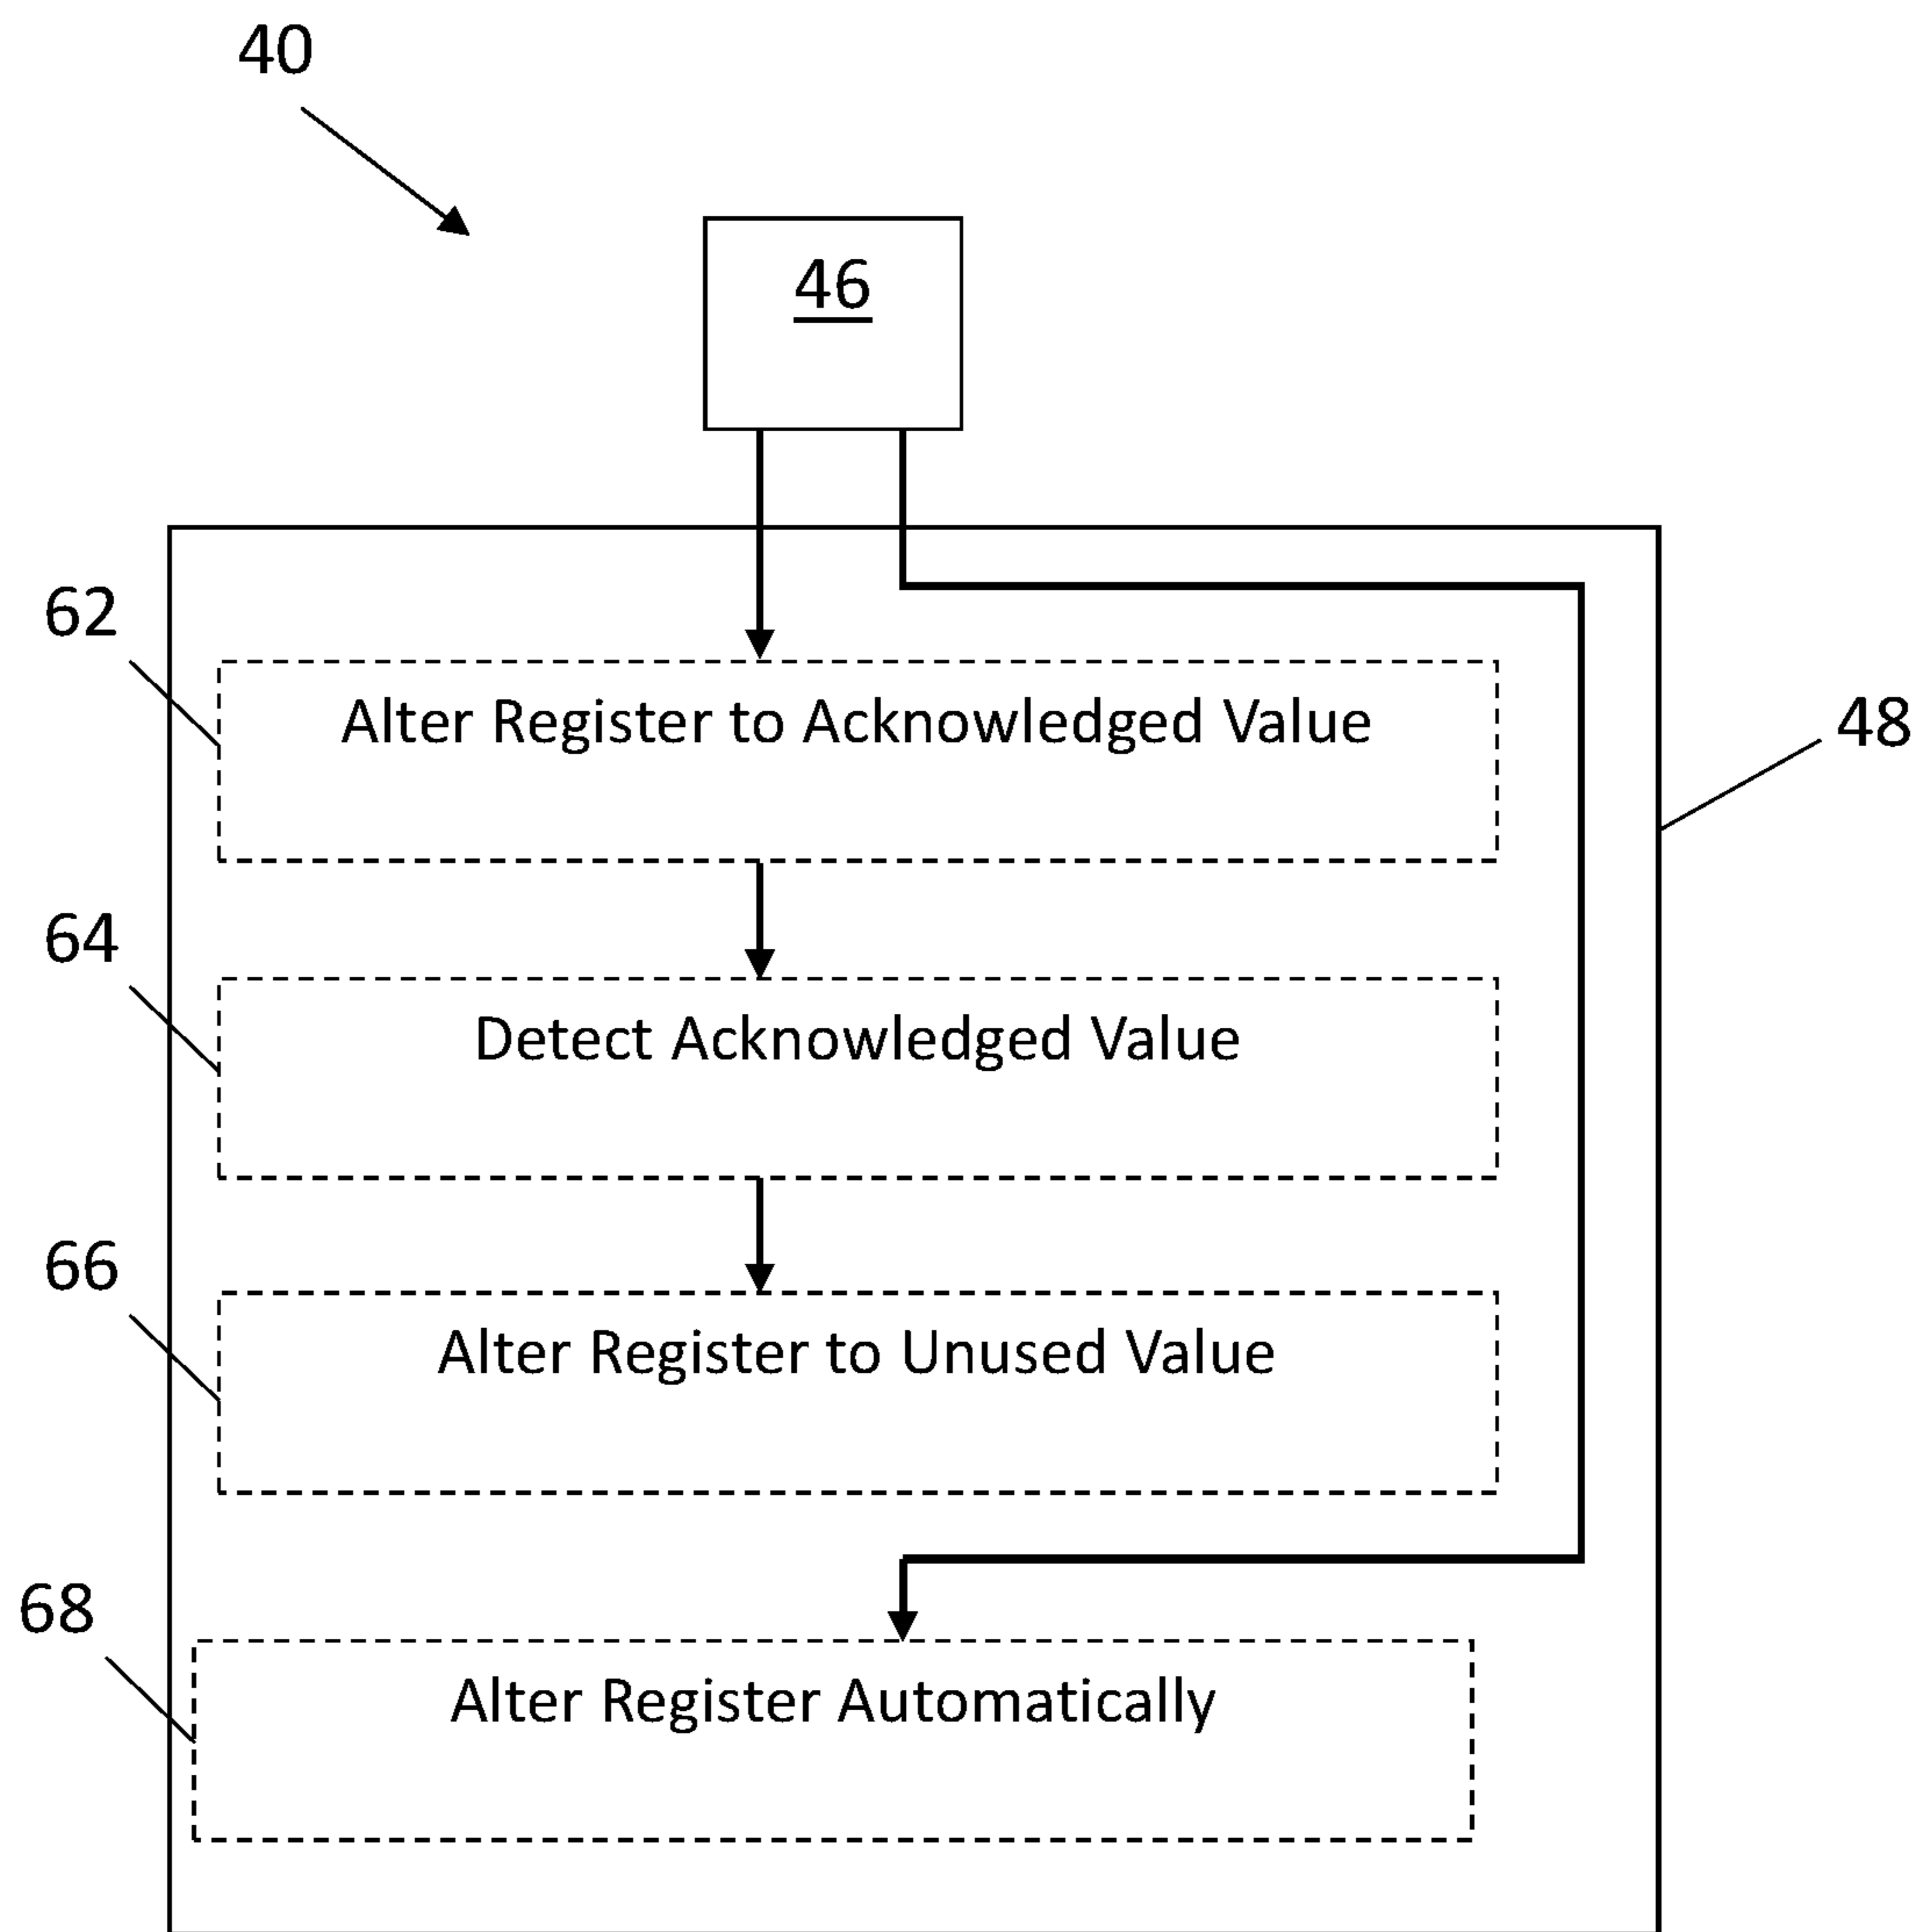 40
46
62
Alter Register to Acknowledged Value
48
64
Detect Acknowledged Value
66
Alter Register to Unused Value
68
Alter Register Automatically